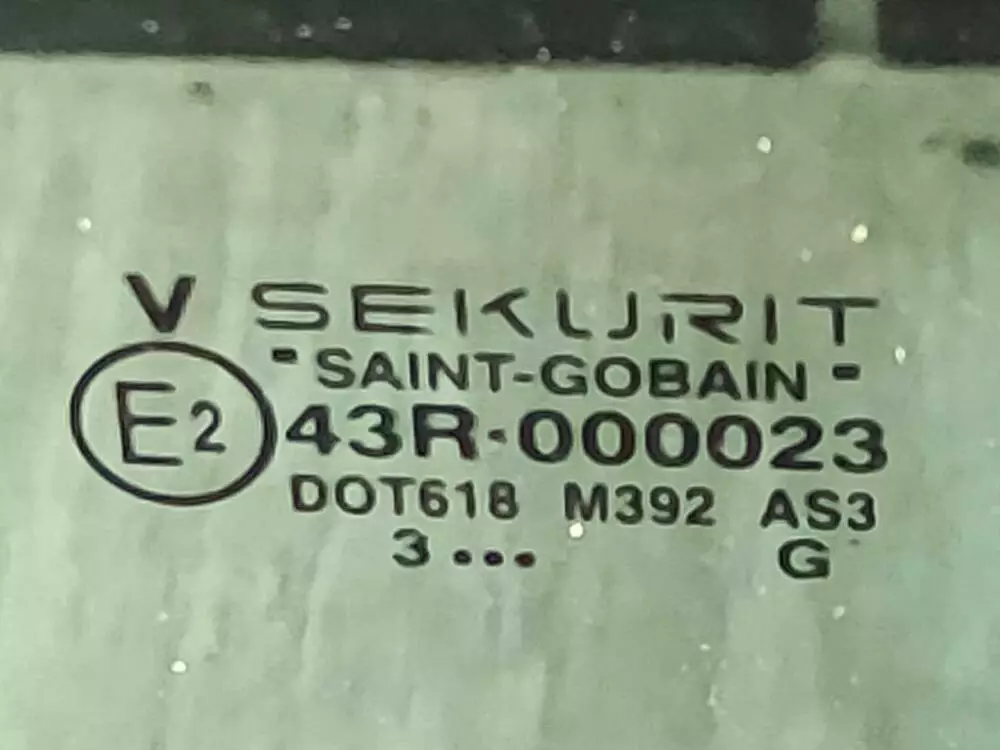 V SEKURIT
- SAINT-GOBAIN -
E2 43R-000023
DOT618 M392 AS3
3 ••• G